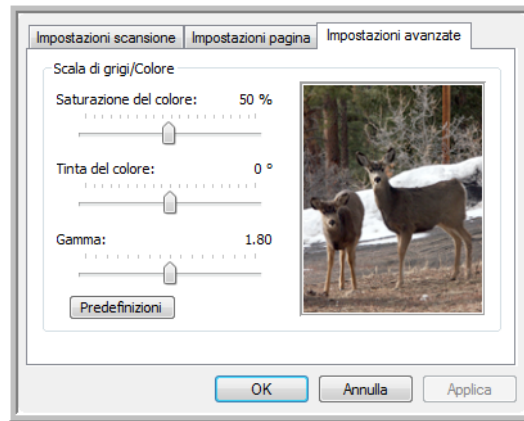 Impostazioni scansione Impostazioni pagina Impostazioni avanzate
Scala di grigi/Colore
Saturazione del colore: 50 %
Tinta del colore: 0 °
Gamma: 1.80
Predefinizioni
OK Annulla Applica